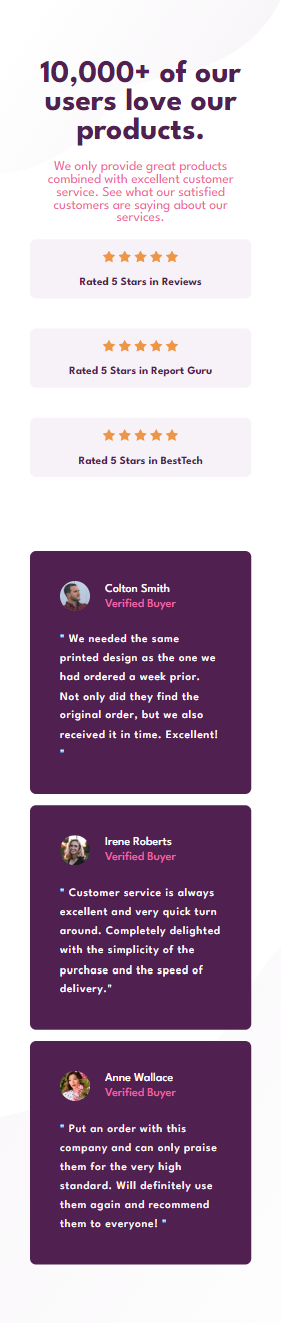 10,000+ of our
users love our
products.
We only provide great products
combined with excellent customer
service. See what our satisfied
customers are saying about our
services.
Rated 5 Stars in Reviews
Rated 5 Stars in Report Guru
Rated 5 Stars in BestTech
Colton Smith
Verified Buyer
" We needed the same
printed design as the one we
had ordered a week prior.
Not only did they find the
original order, but we also
received it in time. Excellent!
"
Irene Roberts
Verified Buyer
" Customer service is always
excellent and very quick turn
around. Completely delighted
with the simplicity of the
purchase and the speed of
delivery."
Anne Wallace
Verified Buyer
" Put an order with this
company and can only praise
them for the very high
standard. Will definitely use
them again and recommend
them to everyone! "